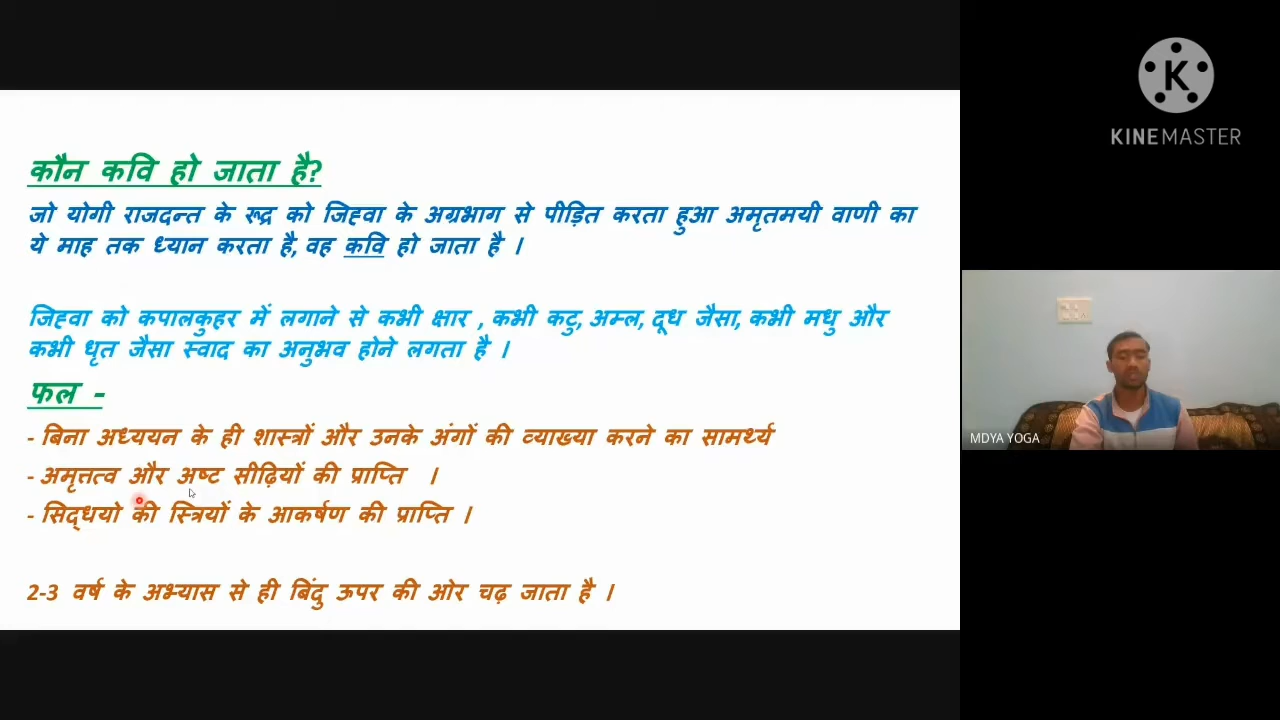 कौन कवि हो जाता है?
जो योगी राजदन्त के रूद्र को जिह्वा के अग्रभाग से पीड़ित करता हुआ अमृतमयी वाणी का
ये माह तक ध्यान करता है, वह कवि हो जाता है ।
जिह्वा को कपालकुहर में लगाने से कभी क्षार , कभी कटु, अम्ल, दूध जैसा, कभी मधु और
कभी धृत जैसा स्वाद का अनुभव होने लगता है ।
फल -
- बिना अध्ययन के ही शास्त्रों और उनके अंगों की व्याख्या करने का सामर्थ्य
- अमृत्तत्व और अष्ट सीढ़ियों की प्राप्ति ।
- सिद्धयो की स्त्रियों के आकर्षण की प्राप्ति ।
2-3 वर्ष के अभ्यास से ही बिंदु ऊपर की ओर चढ़ जाता है ।
K
KINEMASTER
MDYA YOGA